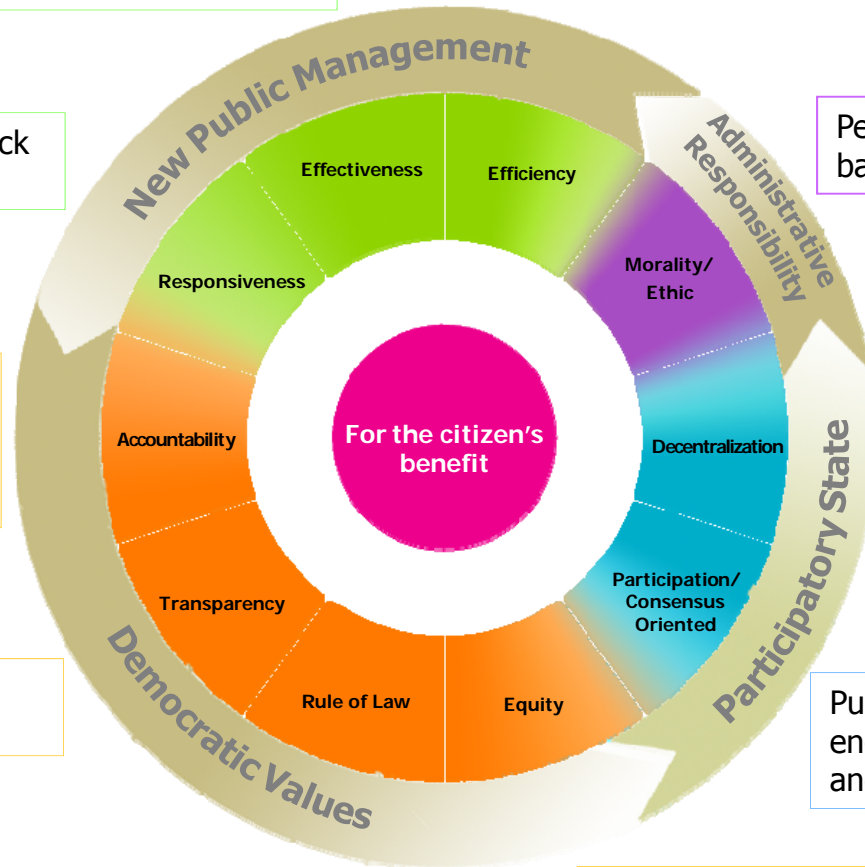 New Public Management
Administrative
Responsibility
Participatory State
Democratic Values
Effectiveness
Efficiency
Morality/
Ethic
Decentralization
Participation/
Consensus
Oriented
Equity
Rule of Law
Transparency
Accountability
Responsiveness
For the citizen's
benefit